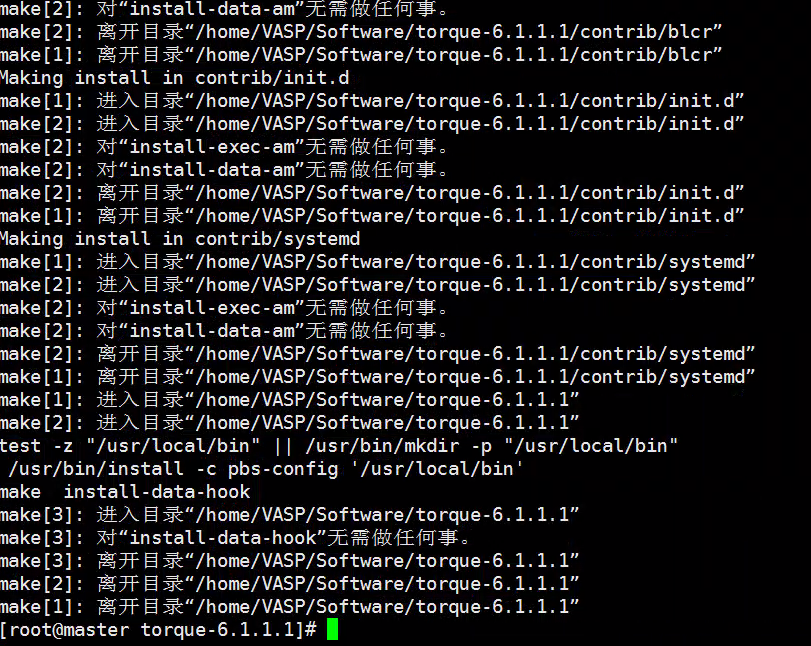 make[2]: 对“install-data-am”无需做任何事。
make[2]: 离开目录“/home/VASP/Software/torque-6.1.1.1/contrib/blcr”
make[1]: 离开目录“/home/VASP/Software/torque-6.1.1.1/contrib/blcr”
Making install in contrib/init.d
make[1]: 进入目录“/home/VASP/Software/torque-6.1.1.1/contrib/init.d”
make[2]: 进入目录“/home/VASP/Software/torque-6.1.1.1/contrib/init.d”
make[2]: 对“install-exec-am”无需做任何事。
make[2]: 对“install-data-am”无需做任何事。
make[2]: 离开目录“/home/VASP/Software/torque-6.1.1.1/contrib/init.d”
make[1]: 离开目录“/home/VASP/Software/torque-6.1.1.1/contrib/init.d”
Making install in contrib/systemd
make[1]: 进入目录“/home/VASP/Software/torque-6.1.1.1/contrib/systemd”
make[2]: 进入目录“/home/VASP/Software/torque-6.1.1.1/contrib/systemd”
make[2]: 对“install-exec-am”无需做任何事。
make[2]: 对“install-data-am”无需做任何事。
make[2]: 离开目录“/home/VASP/Software/torque-6.1.1.1/contrib/systemd”
make[1]: 离开目录“/home/VASP/Software/torque-6.1.1.1/contrib/systemd”
make[1]: 进入目录“/home/VASP/Software/torque-6.1.1.1”
make[2]: 进入目录“/home/VASP/Software/torque-6.1.1.1”
test -z "/usr/local/bin" || /usr/bin/mkdir -p "/usr/local/bin"
/usr/bin/install -c pbs-config '/usr/local/bin'
make  install-data-hook
make[3]: 进入目录“/home/VASP/Software/torque-6.1.1.1”
make[3]: 对“install-data-hook”无需做任何事。
make[3]: 离开目录“/home/VASP/Software/torque-6.1.1.1”
make[2]: 离开目录“/home/VASP/Software/torque-6.1.1.1”
make[1]: 离开目录“/home/VASP/Software/torque-6.1.1.1”
[root@master torque-6.1.1.1]#